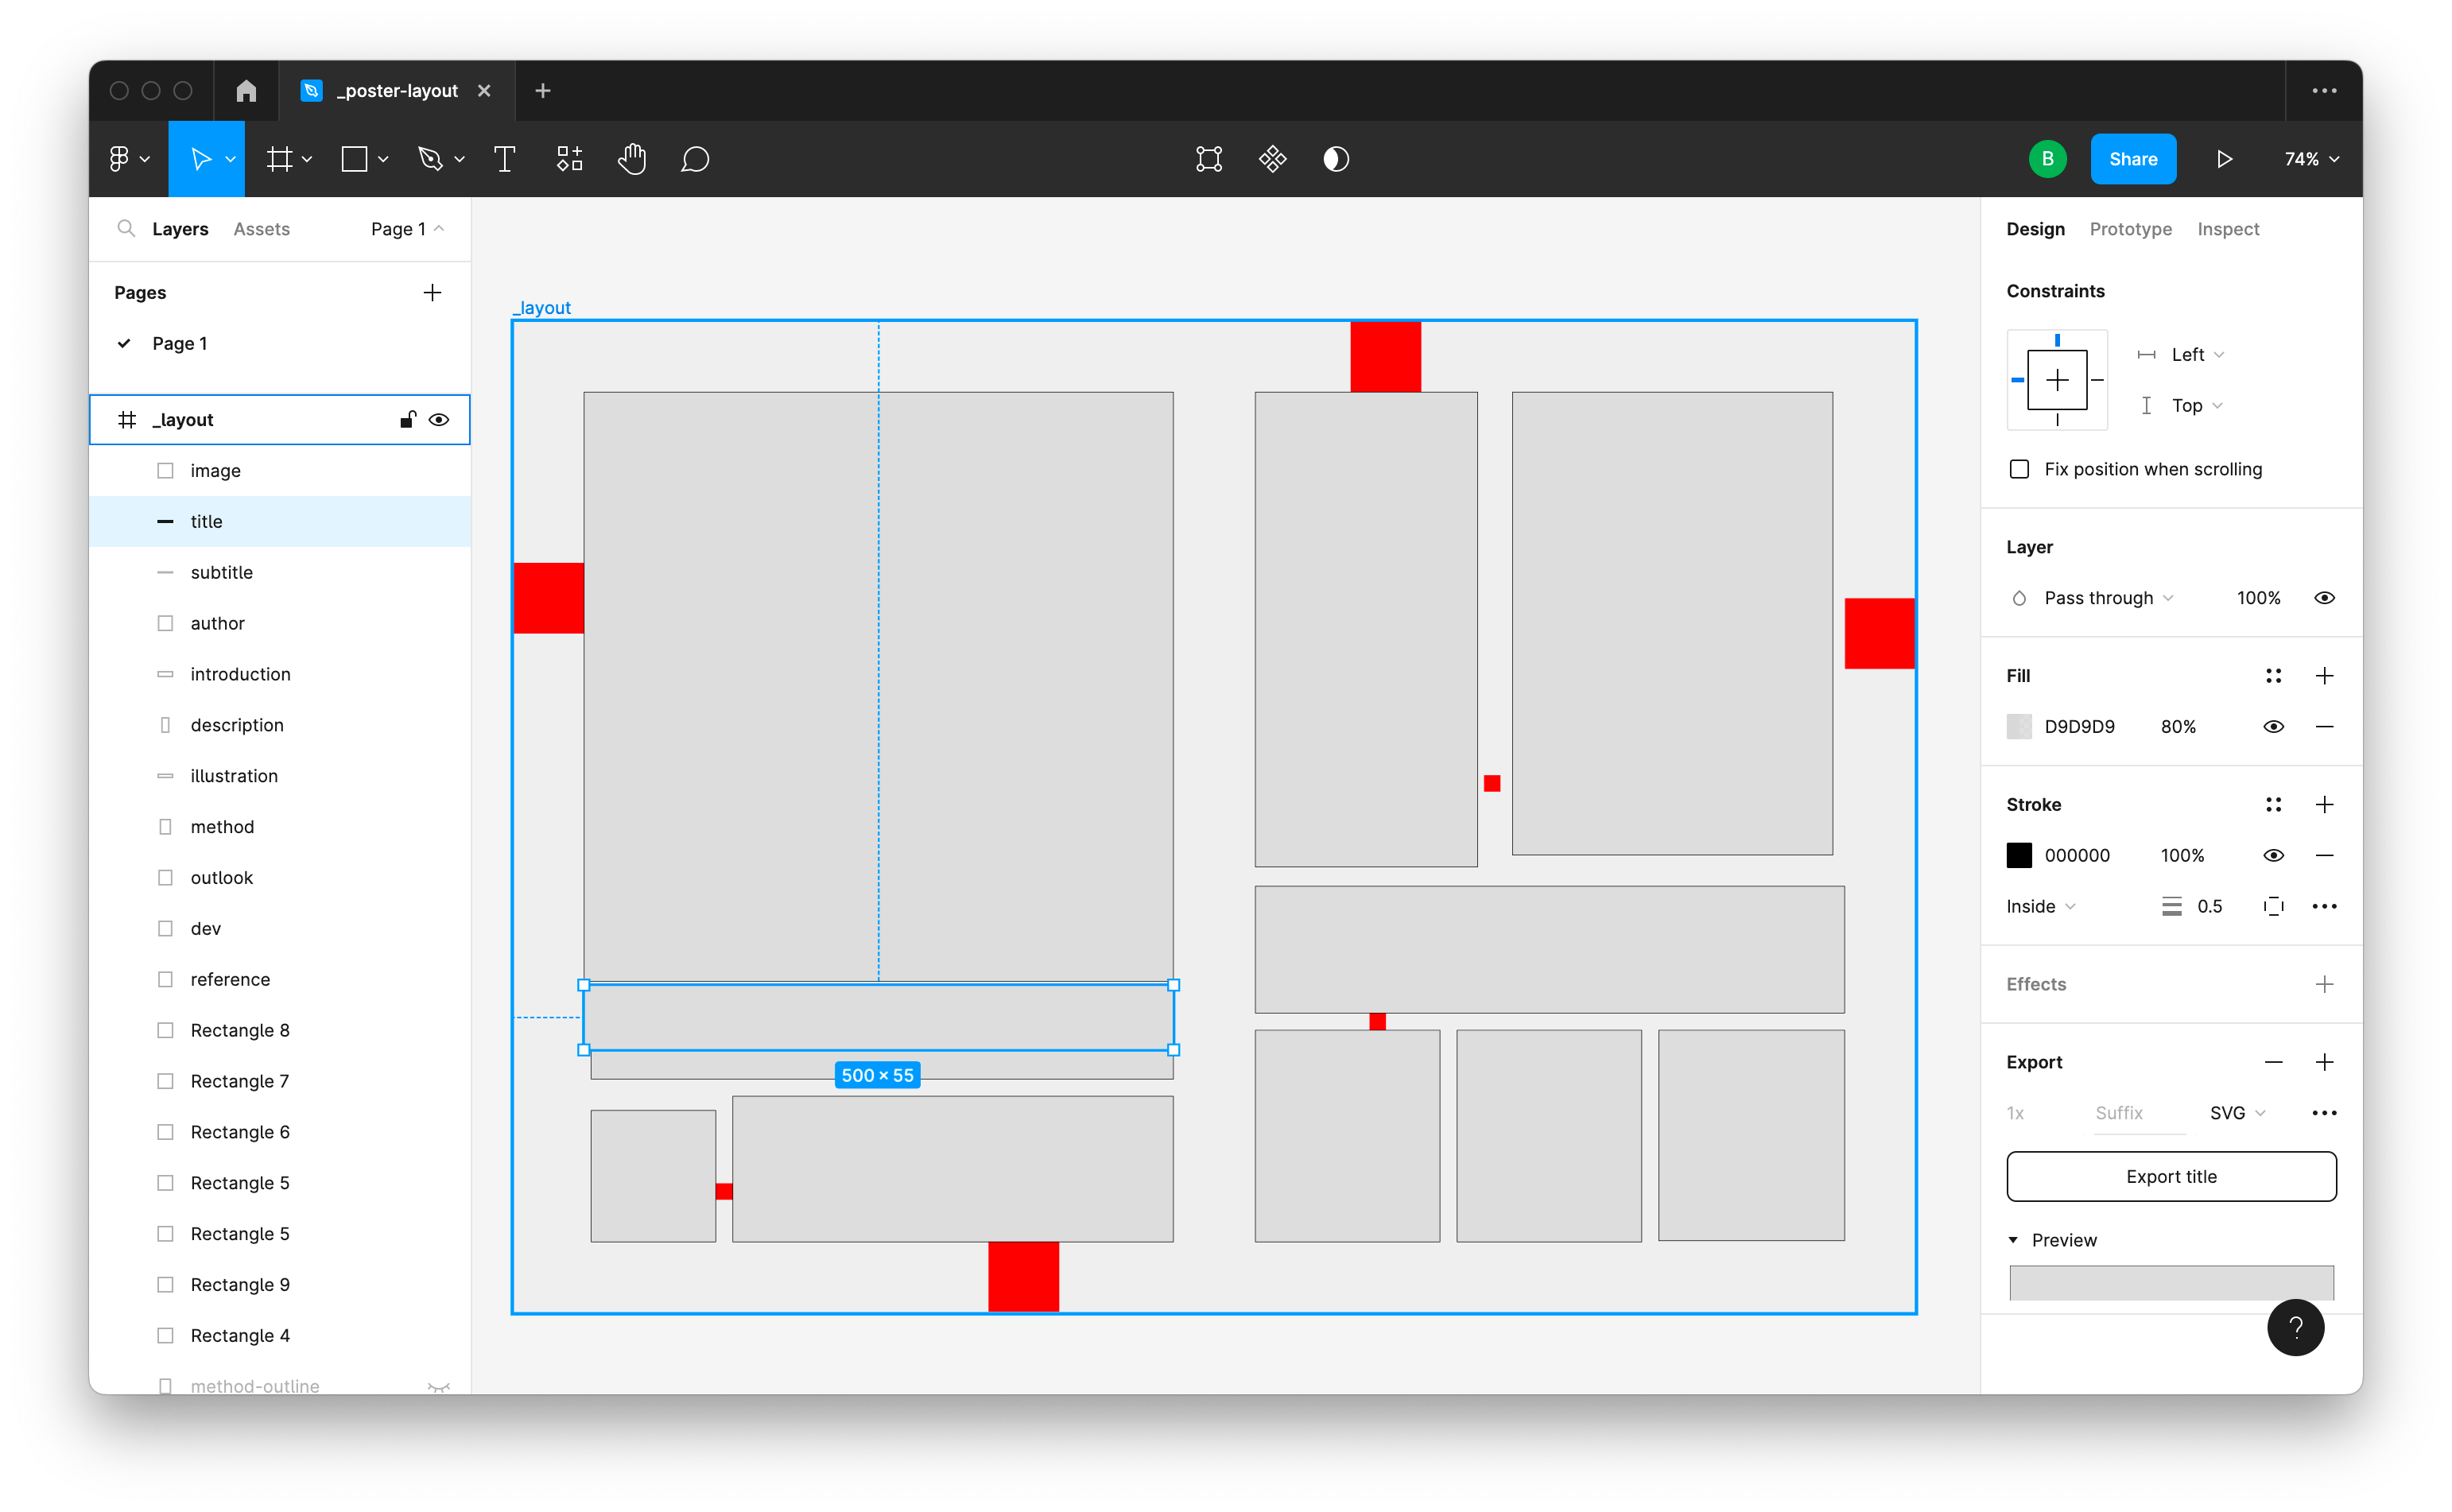 _poster-layout
B
Share
74%
Layers
Assets
Page 1
Pages
Page 1
_layout
image
title
subtitle
author
introduction
description
illustration
method
outlook
dev
reference
Rectangle 8
Rectangle 7
Rectangle 6
Rectangle 5
Rectangle 5
Rectangle 9
Rectangle 4
method-outline
_layout
500 × 55
Design
Prototype
Inspect
Constraints
Left
Top
Fix position when scrolling
Layer
Pass through
100%
Fill
D9D9D9
80%
Stroke
000000
100%
Inside
0.5
Effects
Export
1x
Suffix
SVG
Export title
Preview
?